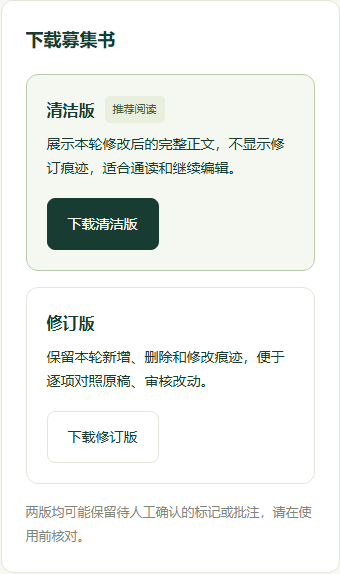 下载募集书
清洁版 推荐阅读
展示本轮修改后的完整正文，不显示修
订痕迹，适合通读和继续编辑。
下载清洁版
修订版
保留本轮新增、删除和修改痕迹，便于
逐项对照原稿、审核改动。
下载修订版
两版均可能保留待人工确认的标记或批注，请在使
用前核对。